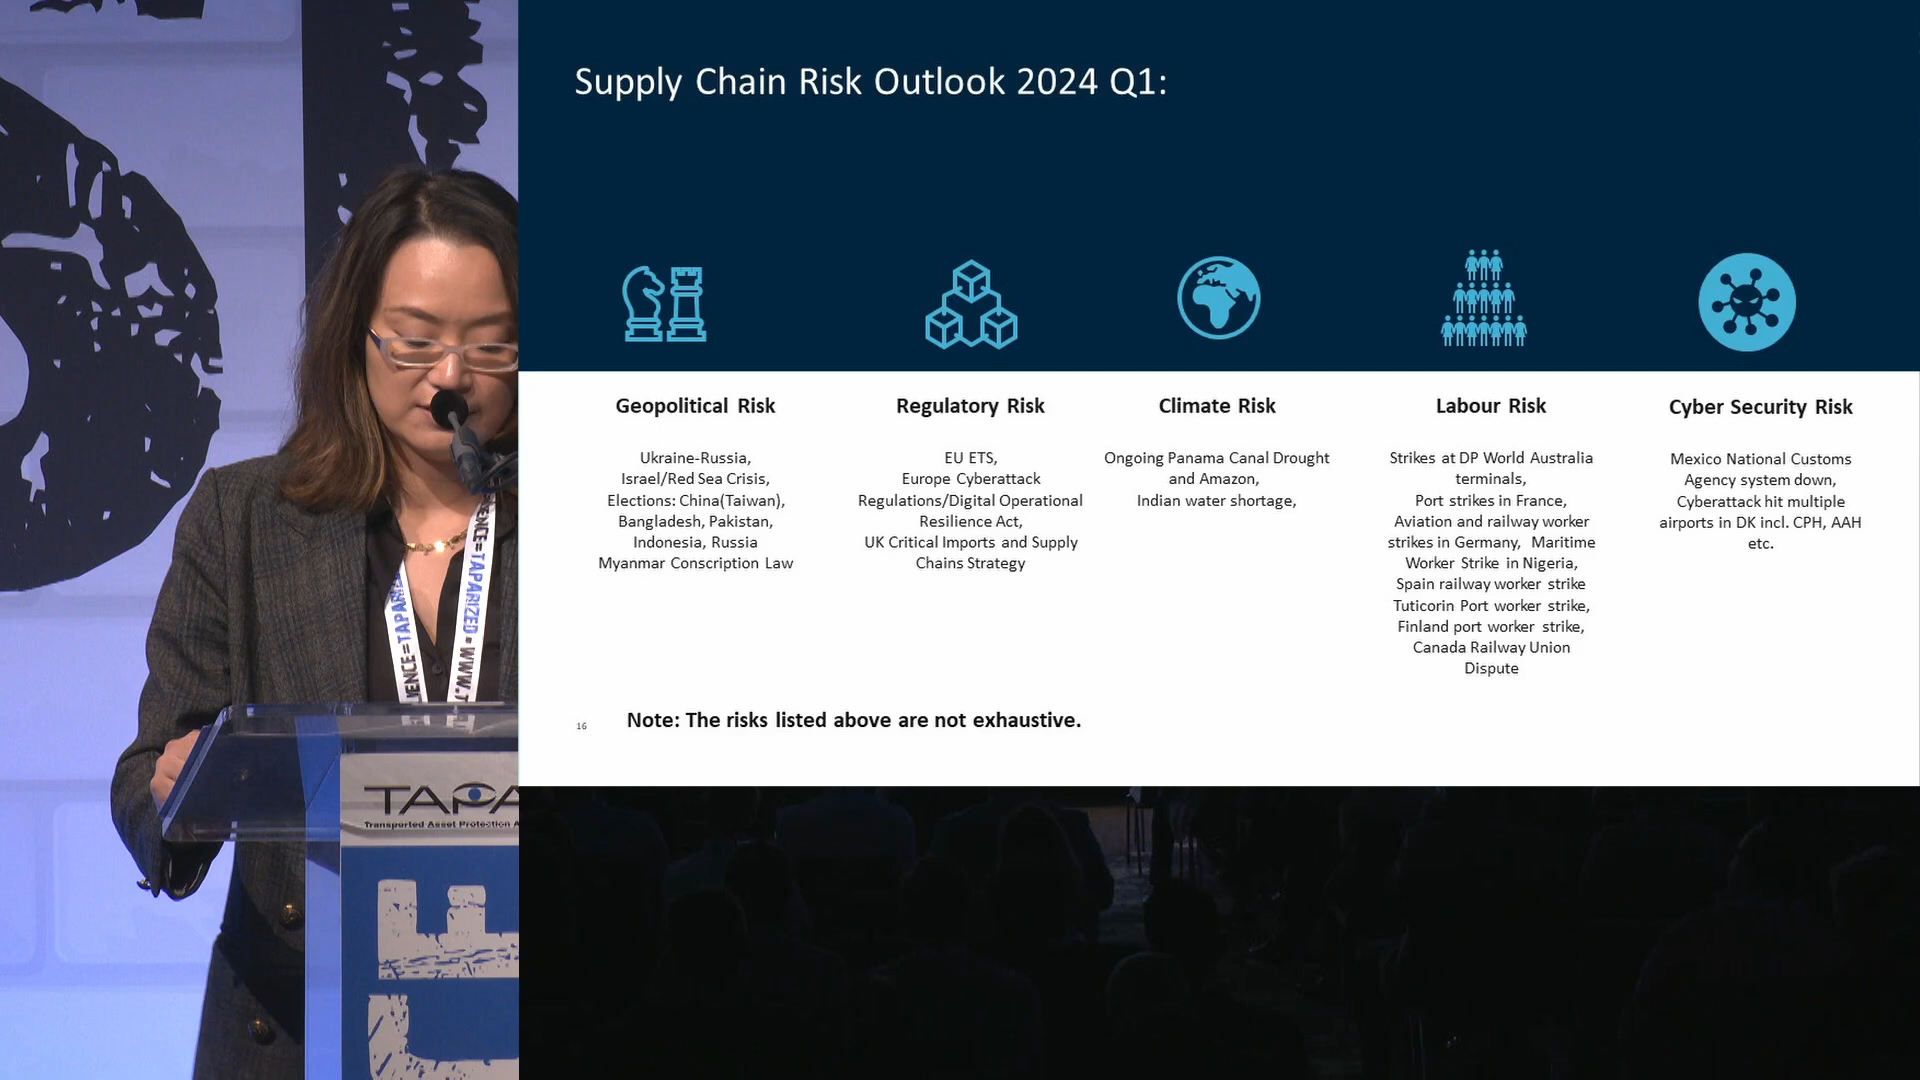 Supply Chain Risk Outlook 2024 Q1:
Geopolitical Risk
Ukraine-Russia,
Israel/Red Sea Crisis,
Elections: China(Taiwan),
Bangladesh, Pakistan,
Indonesia, Russia
Myanmar Conscription Law
Regulatory Risk
EU ETS,
Europe Cyberattack
Regulations/Digital Operational
Resilience Act,
UK Critical Imports and Supply
Chains Strategy
Climate Risk
Ongoing Panama Canal Drought
and Amazon,
Indian water shortage,
Labour Risk
Strikes at DP World Australia
terminals,
Port strikes in France,
Aviation and railway worker
strikes in Germany, Maritime
Worker Strike in Nigeria,
Spain railway worker strike
Tuticorin Port worker strike,
Finland port worker strike,
Canada Railway Union
Dispute
Cyber Security Risk
Mexico National Customs
Agency system down,
Cyberattack hit multiple
airports in DK incl. CPH, AAH
etc.
16
Note: The risks listed above are not exhaustive.
TAPA
Transported Asset Protection A